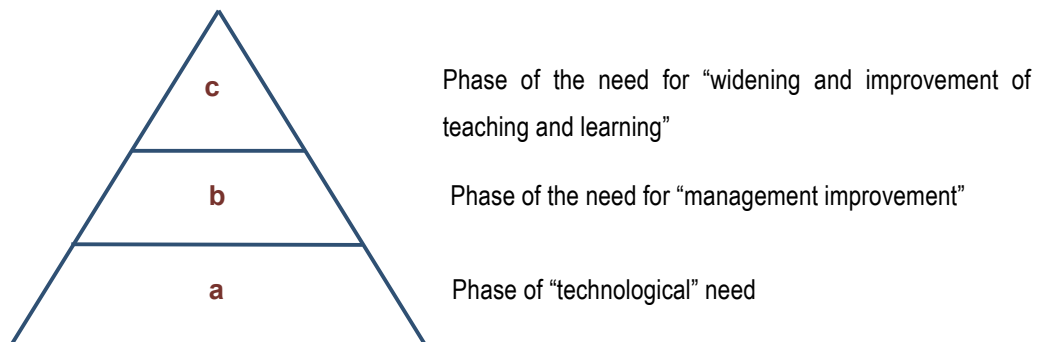 c
Phase of the need for “widening and improvement of
teaching and learning”
b
Phase of the need for “management improvement”
a
Phase of “technological” need